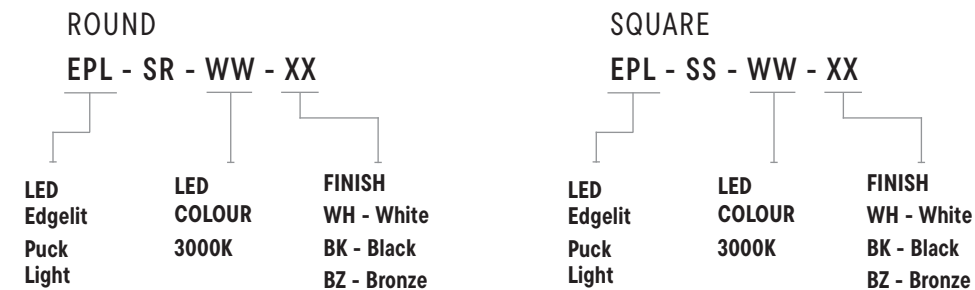 ROUND
EPL - SR - WW - XX
LED
Edgelit
Puck
Light
LED
COLOUR
3000K
FINISH
WH - White
BK - Black
BZ - Bronze
SQUARE
EPL - SS - WW - XX
LED
Edgelit
Puck
Light
LED
COLOUR
3000K
FINISH
WH - White
BK - Black
BZ - Bronze